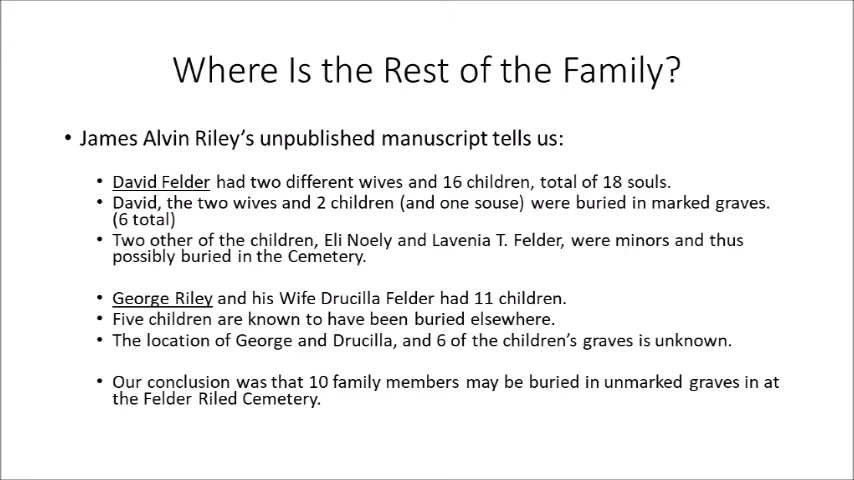 Where Is the Rest of the Family?
• James Alvin Riley's unpublished manuscript tells us:
• David Felder had two different wives and 16 children, total of 18 souls.
• David, the two wives and 2 children (and one souse) were buried in marked graves.
(6 total)
• Two other of the children, Eli Noely and Lavenia T. Felder, were minors and thus
possibly buried in the Cemetery.
• George Riley and his Wife Drucilla Felder had 11 children.
• Five children are known to have been buried elsewhere.
• The location of George and Drucilla, and 6 of the children's graves is unknown.
• Our conclusion was that 10 family members may be buried in unmarked graves in at
the Felder Riled Cemetery.